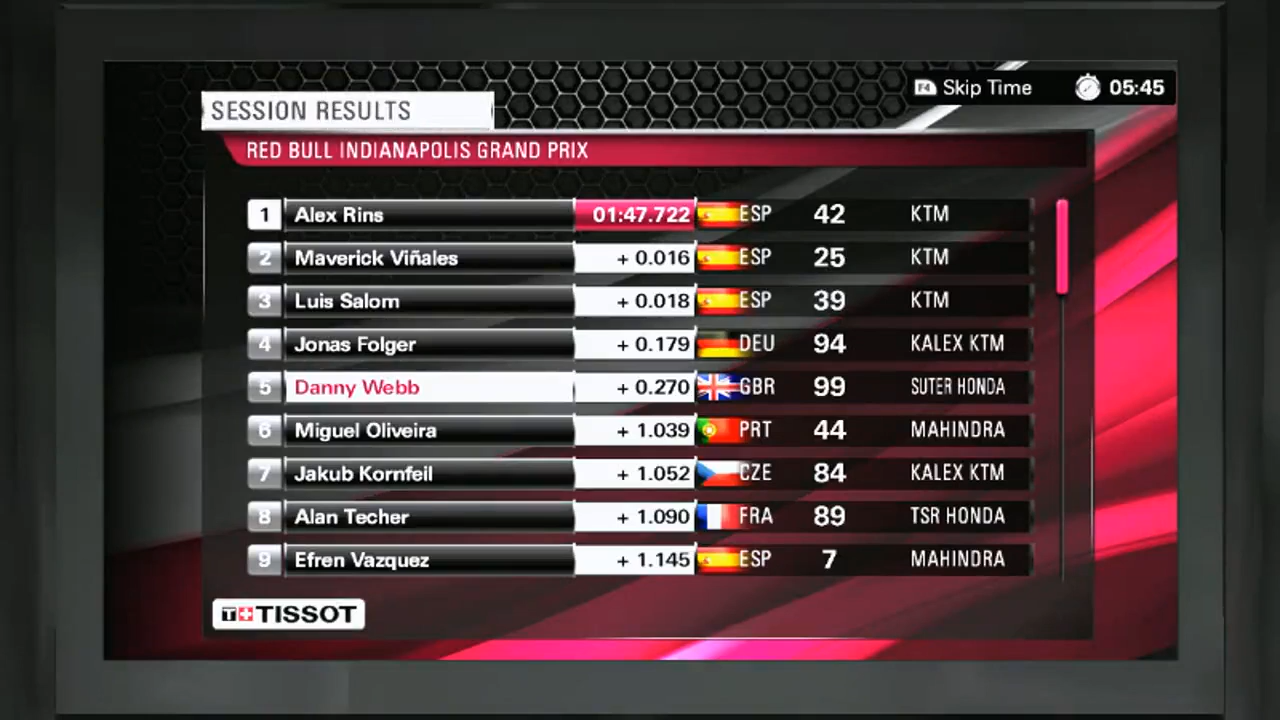 F4 Skip Time 05:45
SESSION RESULTS
RED BULL INDIANAPOLIS GRAND PRIX
1 Alex Rins 01:47.722 ESP 42 KTM
2 Maverick Viñales + 0.016 ESP 25 KTM
3 Luis Salom + 0.018 ESP 39 KTM
4 Jonas Folger + 0.179 DEU 94 KALEX KTM
5 Danny Webb + 0.270 GBR 99 SUTER HONDA
6 Miguel Oliveira + 1.039 PRT 44 MAHINDRA
7 Jakub Kornfeil + 1.052 CZE 84 KALEX KTM
8 Alan Techer + 1.090 FRA 89 TSR HONDA
9 Efren Vazquez + 1.145 ESP 7 MAHINDRA
T+ TISSOT